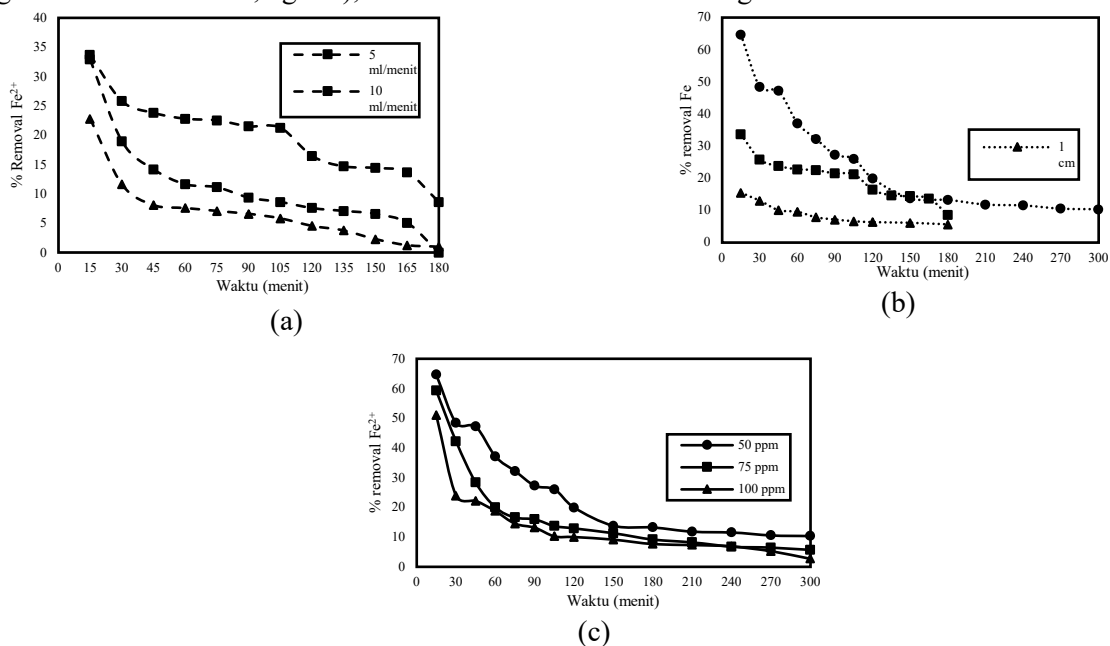 40
35
30
25
20
15
10
5
0
% Removal Fe²⁺
5
ml/menit
10
ml/menit
0 15 30 45 60 75 90 105 120 135 150 165 180
Waktu (menit)
(a)
70
60
50
40
30
20
10
0
% removal Fe
1
cm
0 30 60 90 120 150 180 210 240 270 300
Waktu (menit)
(b)
70
60
50
40
30
20
10
0
% removal Fe²⁺
50 ppm
75 ppm
100 ppm
0 30 60 90 120 150 180 210 240 270 300
Waktu (menit)
(c)